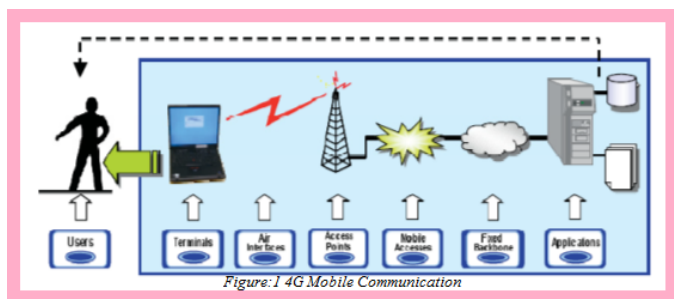 Users
Terminals
Air
Interfaces
Access
Points
Mobile
Accesses
Fixed
Backbone
Applications
Figure:1 4G Mobile Communication